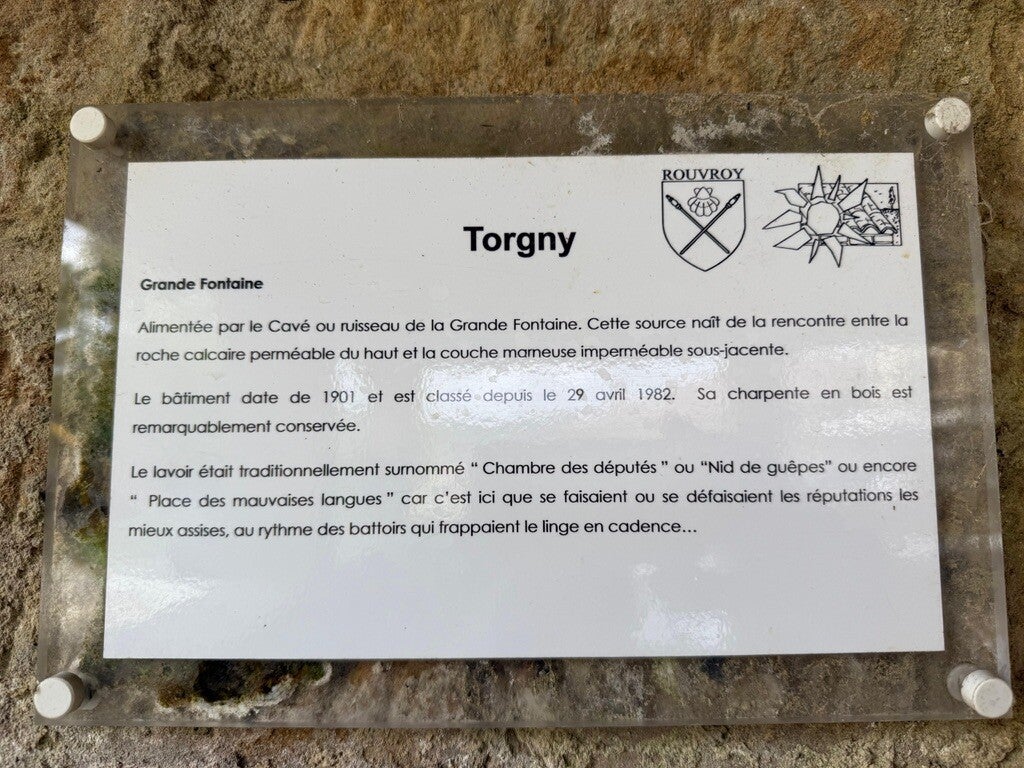 ROUVROY
Torgny
Grande Fontaine
Alimentée par le Cavé ou ruisseau de la Grande Fontaine. Cette source naît de la rencontre entre la
roche calcaire perméable du haut et la couche marneuse imperméable sous-jacente.
Le bâtiment date de 1901 et est classé depuis le 29 avril 1982. Sa charpente en bois est
remarquablement conservée.
Le lavoir était traditionnellement surnommé “ Chambre des députés ” ou “Nid de guêpes” ou encore
“ Place des mauvaises langues ” car c’est ici que se faisaient ou se défaisaient les réputations les
mieux assises, au rythme des battoirs qui frappaient le linge en cadence…